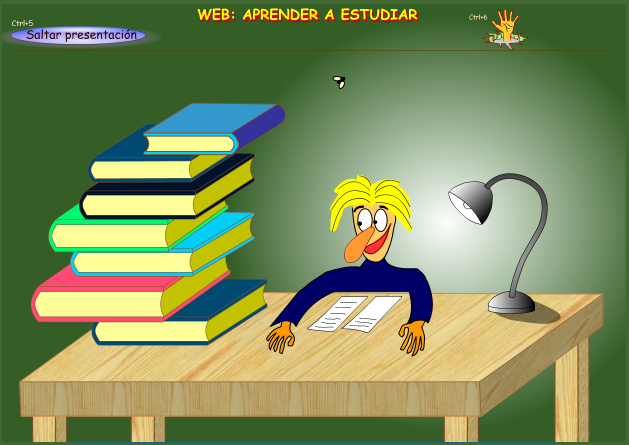 WEB: APRENDER A ESTUDIAR
Ctrl+5
Ctrl+6
Saltar presentación